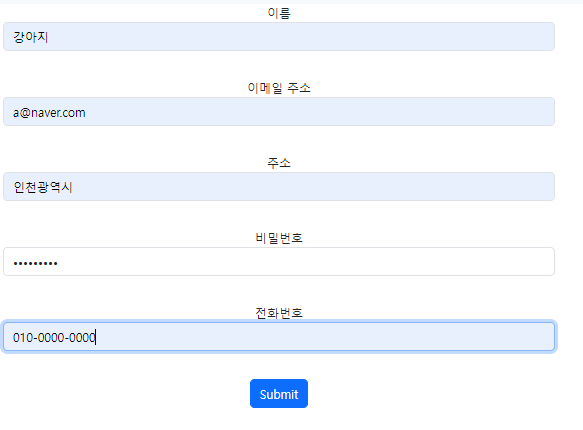 이름
강아지
이메일 주소
a@naver.com
주소
인천광역시
비밀번호
•••••••••
전화번호
010-0000-0000
Submit